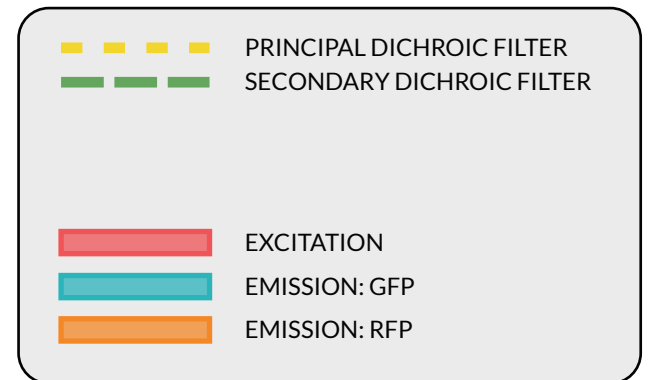 PRINCIPAL DICHROIC FILTER
SECONDARY DICHROIC FILTER
EXCITATION
EMISSION: GFP
EMISSION: RFP